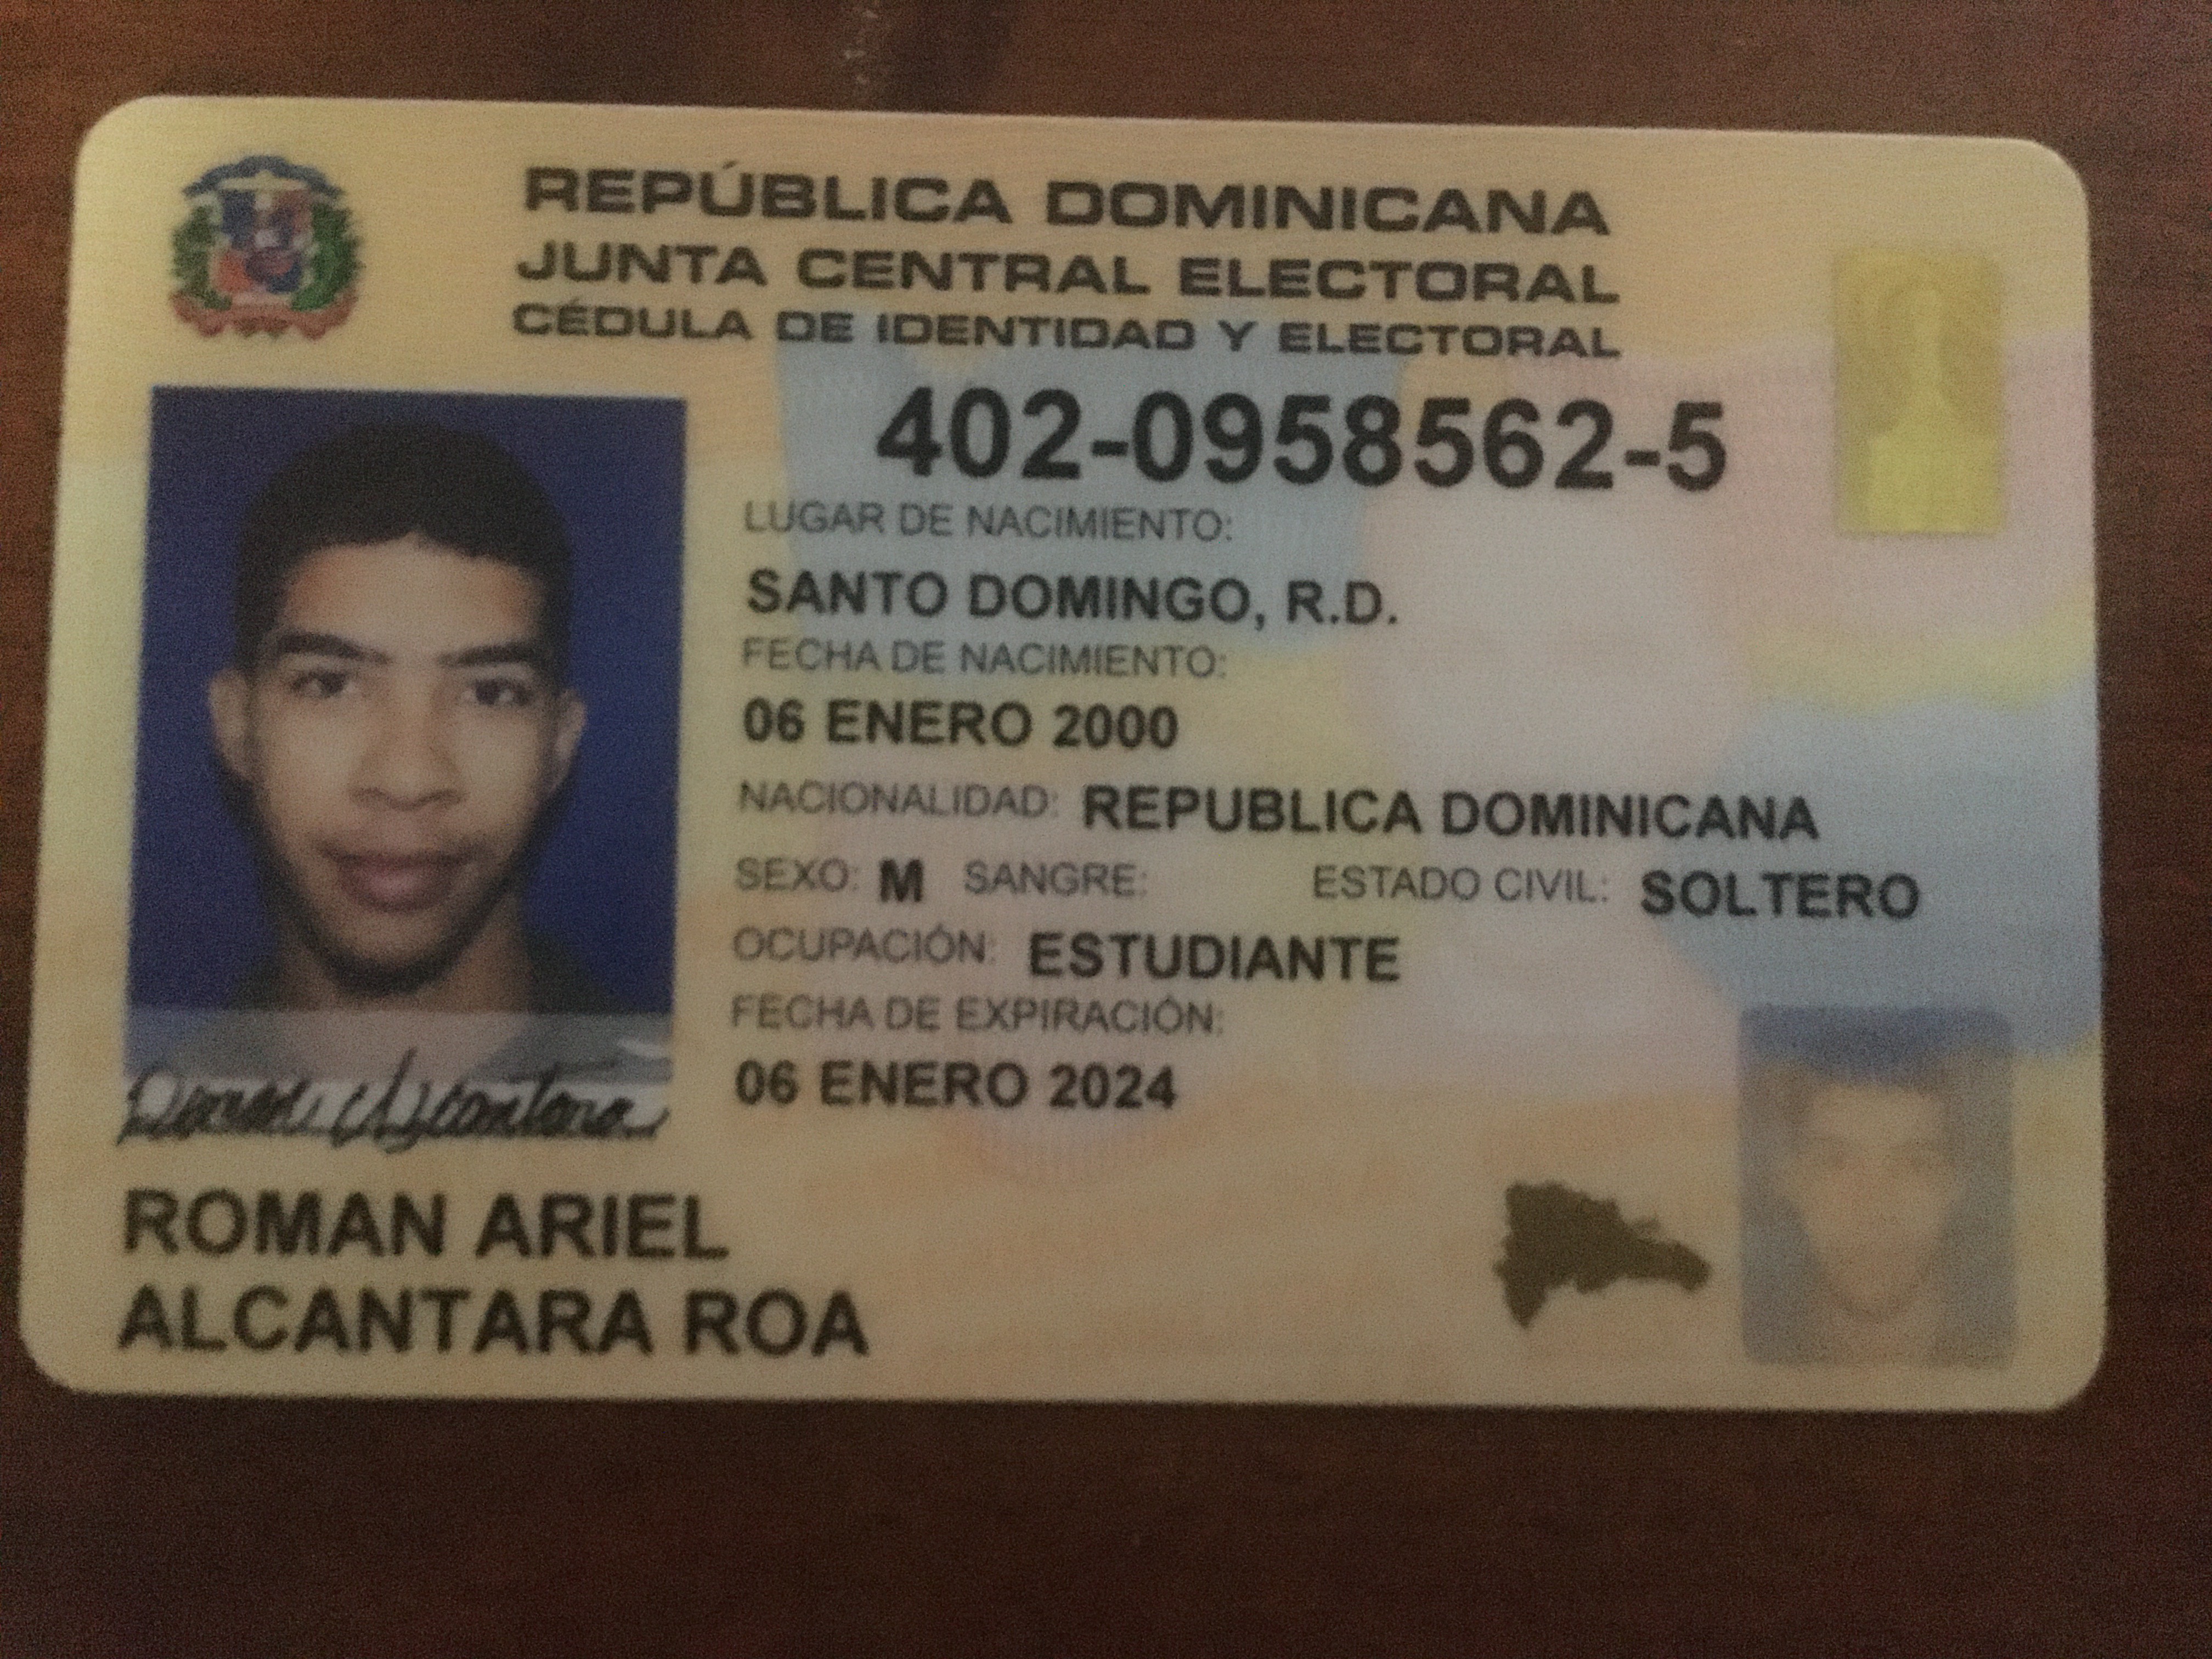 REPÚBLICA DOMINICANA
JUNTA CENTRAL ELECTORAL
CÉDULA DE IDENTIDAD Y ELECTORAL
402-0958562-5
LUGAR DE NACIMIENTO:
SANTO DOMINGO, R.D.
FECHA DE NACIMIENTO:
06 ENERO 2000
NACIONALIDAD: REPUBLICA DOMINICANA
SEXO: M SANGRE: ESTADO CIVIL: SOLTERO
OCUPACIÓN: ESTUDIANTE
FECHA DE EXPIRACIÓN:
06 ENERO 2024
ROMAN ARIEL
ALCANTARA ROA